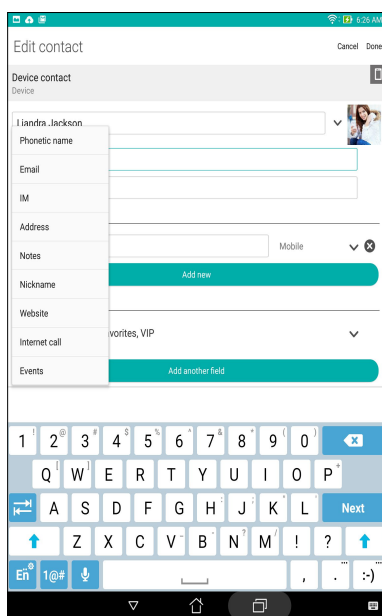 6:26 AM
Edit contact
Cancel Done
Device contact
Device
Liandra Jackson
Phonetic name
Email
IM
Address
Notes
Nickname
Website
Internet call
Events
Mobile
Add new
vorites, VIP
Add another field
1 ! 2 @ 3 # 4 $ 5 % 6 ^ 7 & 8 * 9 ( 0 )
Q [ W ] E R T Y U I O P +
A S D F G H : J ; K ' L ' Next
Z X C V - B - N ? M / ! ?
En 1@# , . ... :-) ...